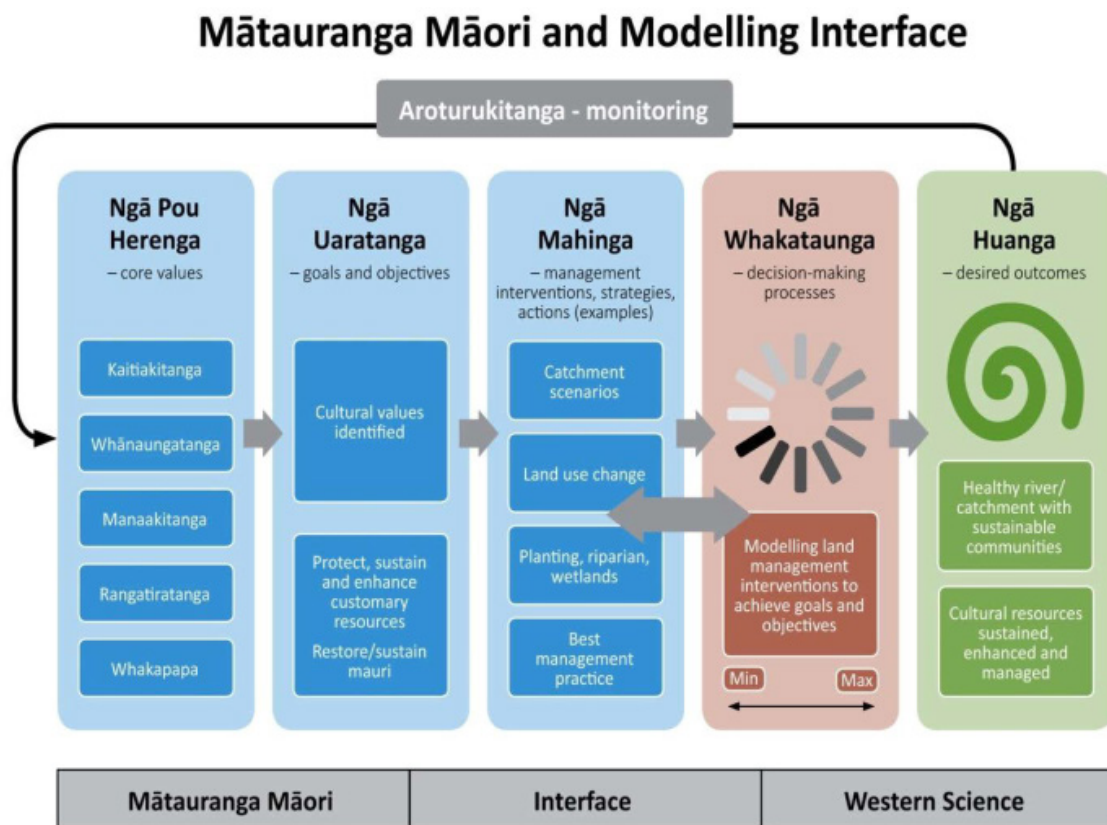 Mātauranga Māori and Modelling Interface
Aroturukitanga - monitoring
Ngā Pou
Herenga
– core values
Kaitiakitanga
Whānaungatanga
Manaakitanga
Rangatiratanga
Whakapapa
Ngā
Uaratanga
– goals and objectives
Cultural values
identified
Protect, sustain
and enhance
customary
resources
Restore/sustain
mauri
Ngā
Mahinga
– management
interventions, strategies,
actions (examples)
Catchment
scenarios
Land use change
Planting, riparian,
wetlands
Best
management
practice
Ngā
Whakataunga
– decision-making
processes
Modelling land
management
interventions to
achieve goals and
objectives
Min
Max
Ngā
Huanga
– desired outcomes
Healthy river/
catchment with
sustainable
communities
Cultural resources
sustained,
enhanced and
managed
Mātauranga Māori
Interface
Western Science